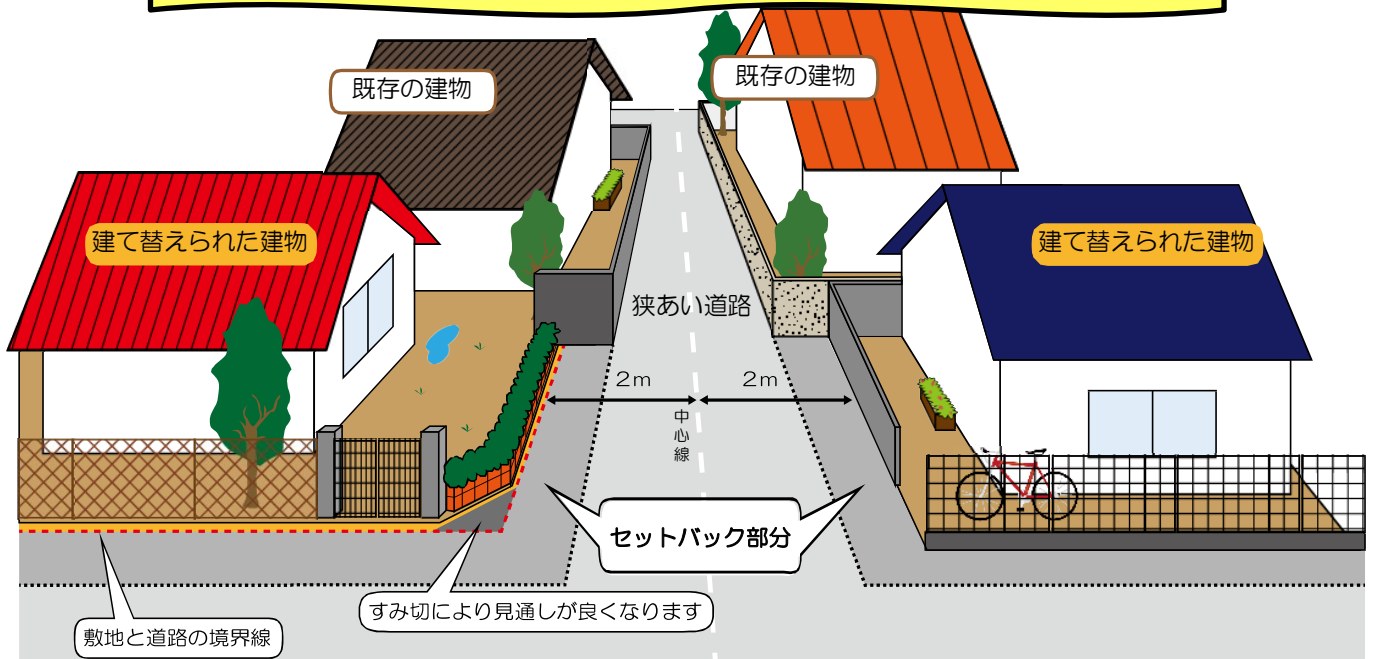 既存の建物
既存の建物
建て替えられた建物
建て替えられた建物
狭あい道路
2m
2m
中心線
セットバック部分
すみ切により見通しが良くなります
敷地と道路の境界線